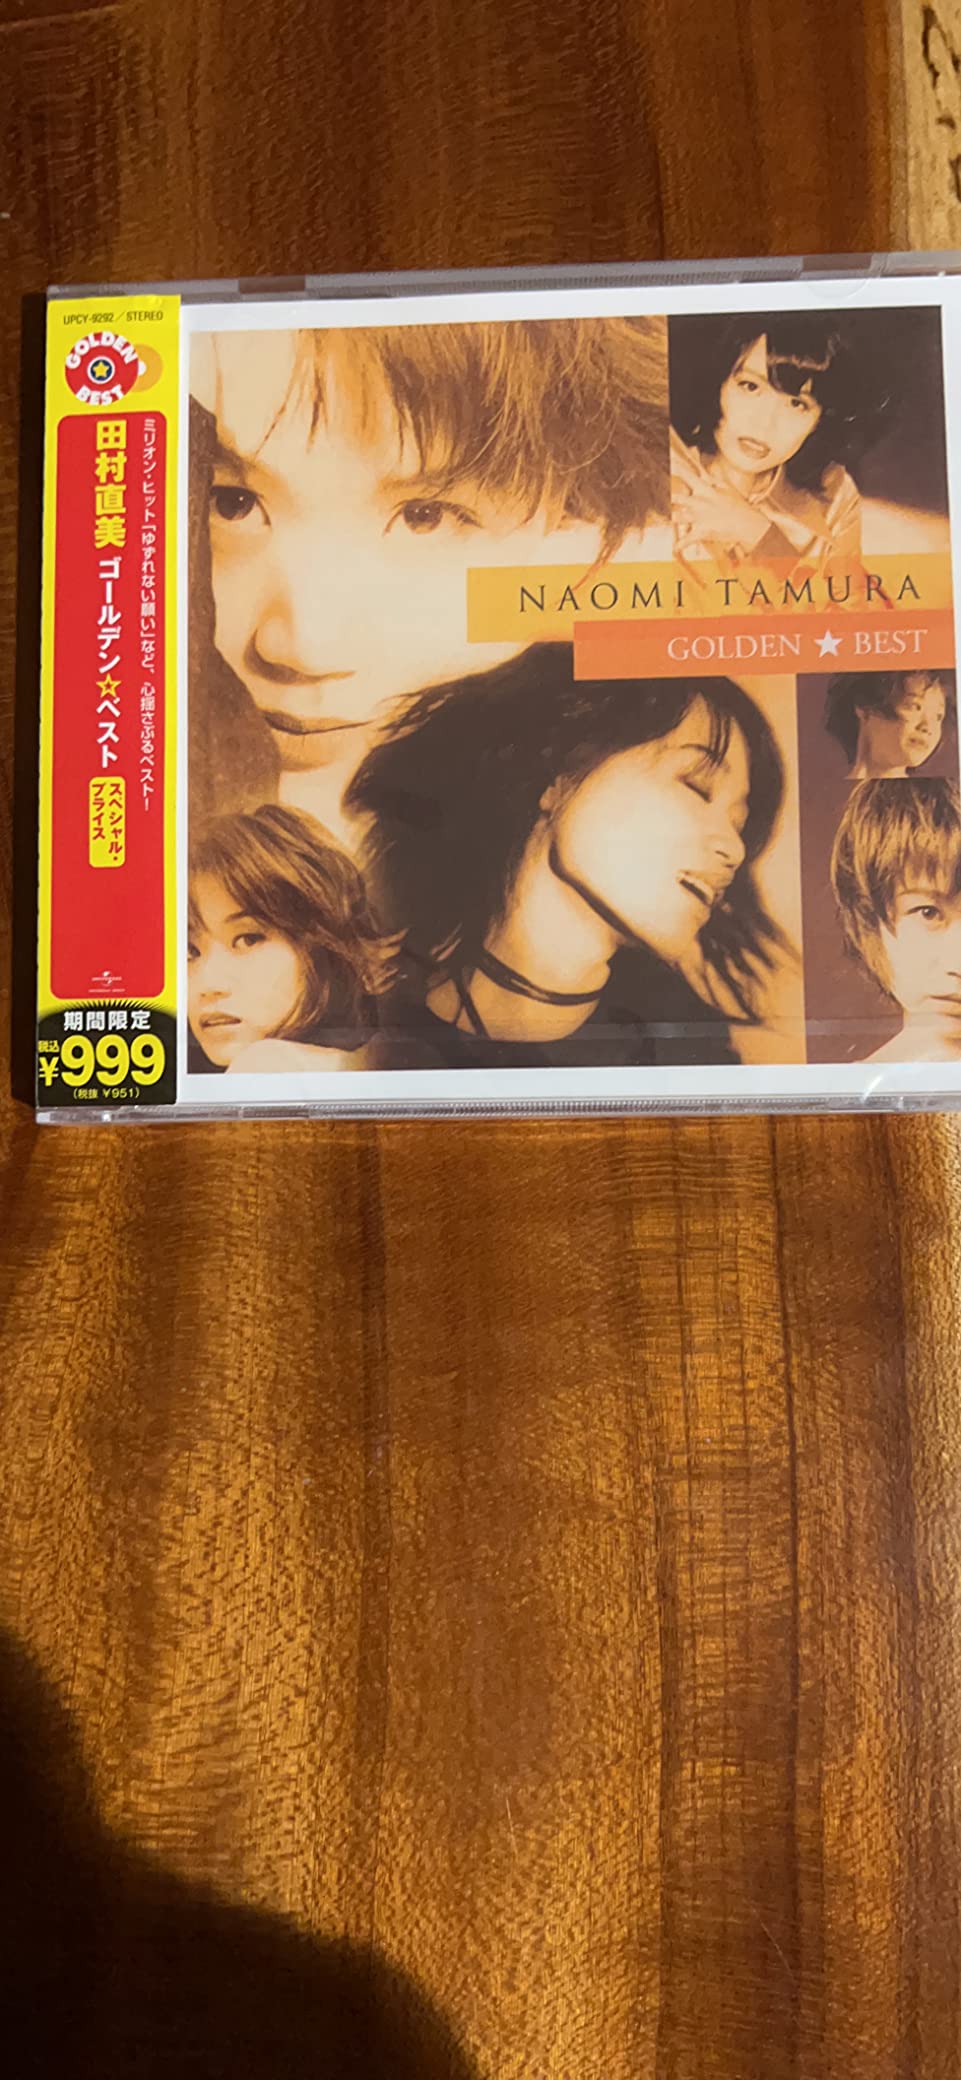 UPCY-9292／STEREO
GOLDEN
BEST
ミリオン・ヒット「ゆずれない願い」など、心揺さぶるベスト！
田村直美 ゴールデン☆ベスト
スペシャル・
プライス
UNIVERSAL
期間限定
税込
¥999
（税抜 ¥951）
NAOMI TAMURA
GOLDEN ★ BEST